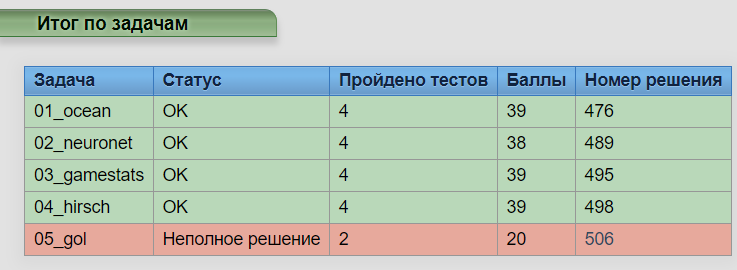 Итог по задачам
Задача Статус Пройдено тестов Баллы Номер решения
01_ocean OK 4 39 476
02_neuronet OK 4 38 489
03_gamestats OK 4 39 495
04_hirsch OK 4 39 498
05_gol Неполное решение 2 20 506